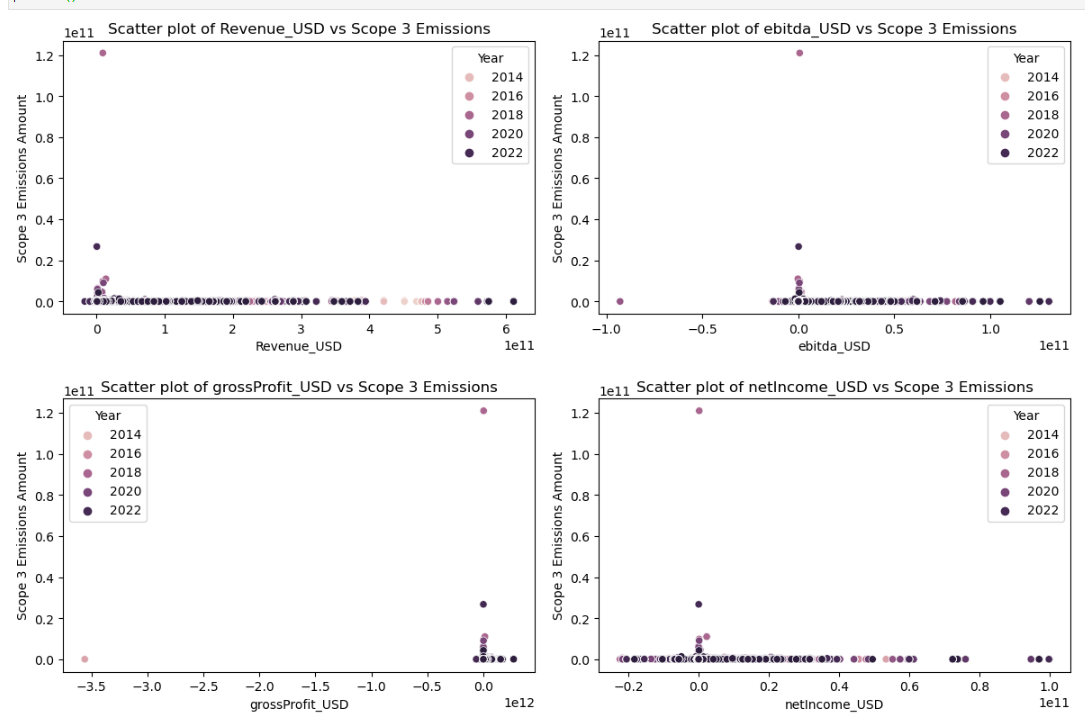 Scatter plot of Revenue_USD vs Scope 3 Emissions
1e11
Scope 3 Emissions Amount
1.2
1.0
0.8
0.6
0.4
0.2
0.0
Year
2014
2016
2018
2020
2022
0 1 2 3 4 5 6
1e11
Revenue_USD
Scatter plot of ebitda_USD vs Scope 3 Emissions
1e11
Scope 3 Emissions Amount
1.2
1.0
0.8
0.6
0.4
0.2
0.0
Year
2014
2016
2018
2020
2022
−1.0 −0.5 0.0 0.5 1.0
1e11
ebitda_USD
Scatter plot of grossProfit_USD vs Scope 3 Emissions
1e11
Scope 3 Emissions Amount
1.2
1.0
0.8
0.6
0.4
0.2
0.0
Year
2014
2016
2018
2020
2022
−3.5 −3.0 −2.5 −2.0 −1.5 −1.0 −0.5 0.0
1e12
grossProfit_USD
Scatter plot of netIncome_USD vs Scope 3 Emissions
1e11
Scope 3 Emissions Amount
1.2
1.0
0.8
0.6
0.4
0.2
0.0
Year
2014
2016
2018
2020
2022
−0.2 0.0 0.2 0.4 0.6 0.8 1.0
1e11
netIncome_USD